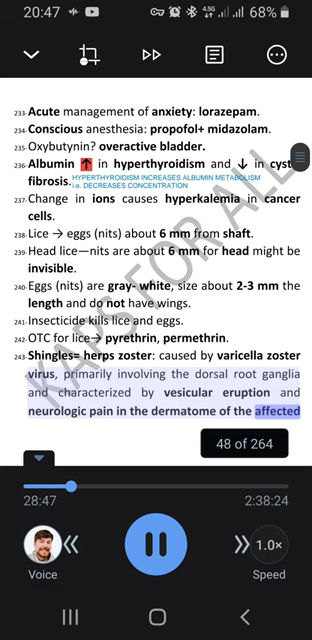 20:47
4.5G
68%
233- Acute management of anxiety: lorazepam.
234- Conscious anesthesia: propofol+ midazolam.
235- Oxybutynin? overactive bladder.
236- Albumin ↑ in hyperthyroidism and ↓ in cyst
fibrosis.
HYPERTHYROIDISM INCREASES ALBUMIN METABOLISM
i.e. DECREASES CONCENTRATION
237- Change in ions causes hyperkalemia in cancer
cells.
238- Lice → eggs (nits) about 6 mm from shaft.
239- Head lice—nits are about 6 mm for head might be
invisible.
240- Eggs (nits) are gray- white, size about 2-3 mm the
length and do not have wings.
241- Insecticide kills lice and eggs.
242- OTC for lice→ pyrethrin, permethrin.
243- Shingles= herps zoster: caused by varicella zoster
virus, primarily involving the dorsal root ganglia
and characterized by vesicular eruption and
neurologic pain in the dermatome of the affected
KAPS FOR ALL
48 of 264
28:47
2:38:24
1.0×
Voice
Speed